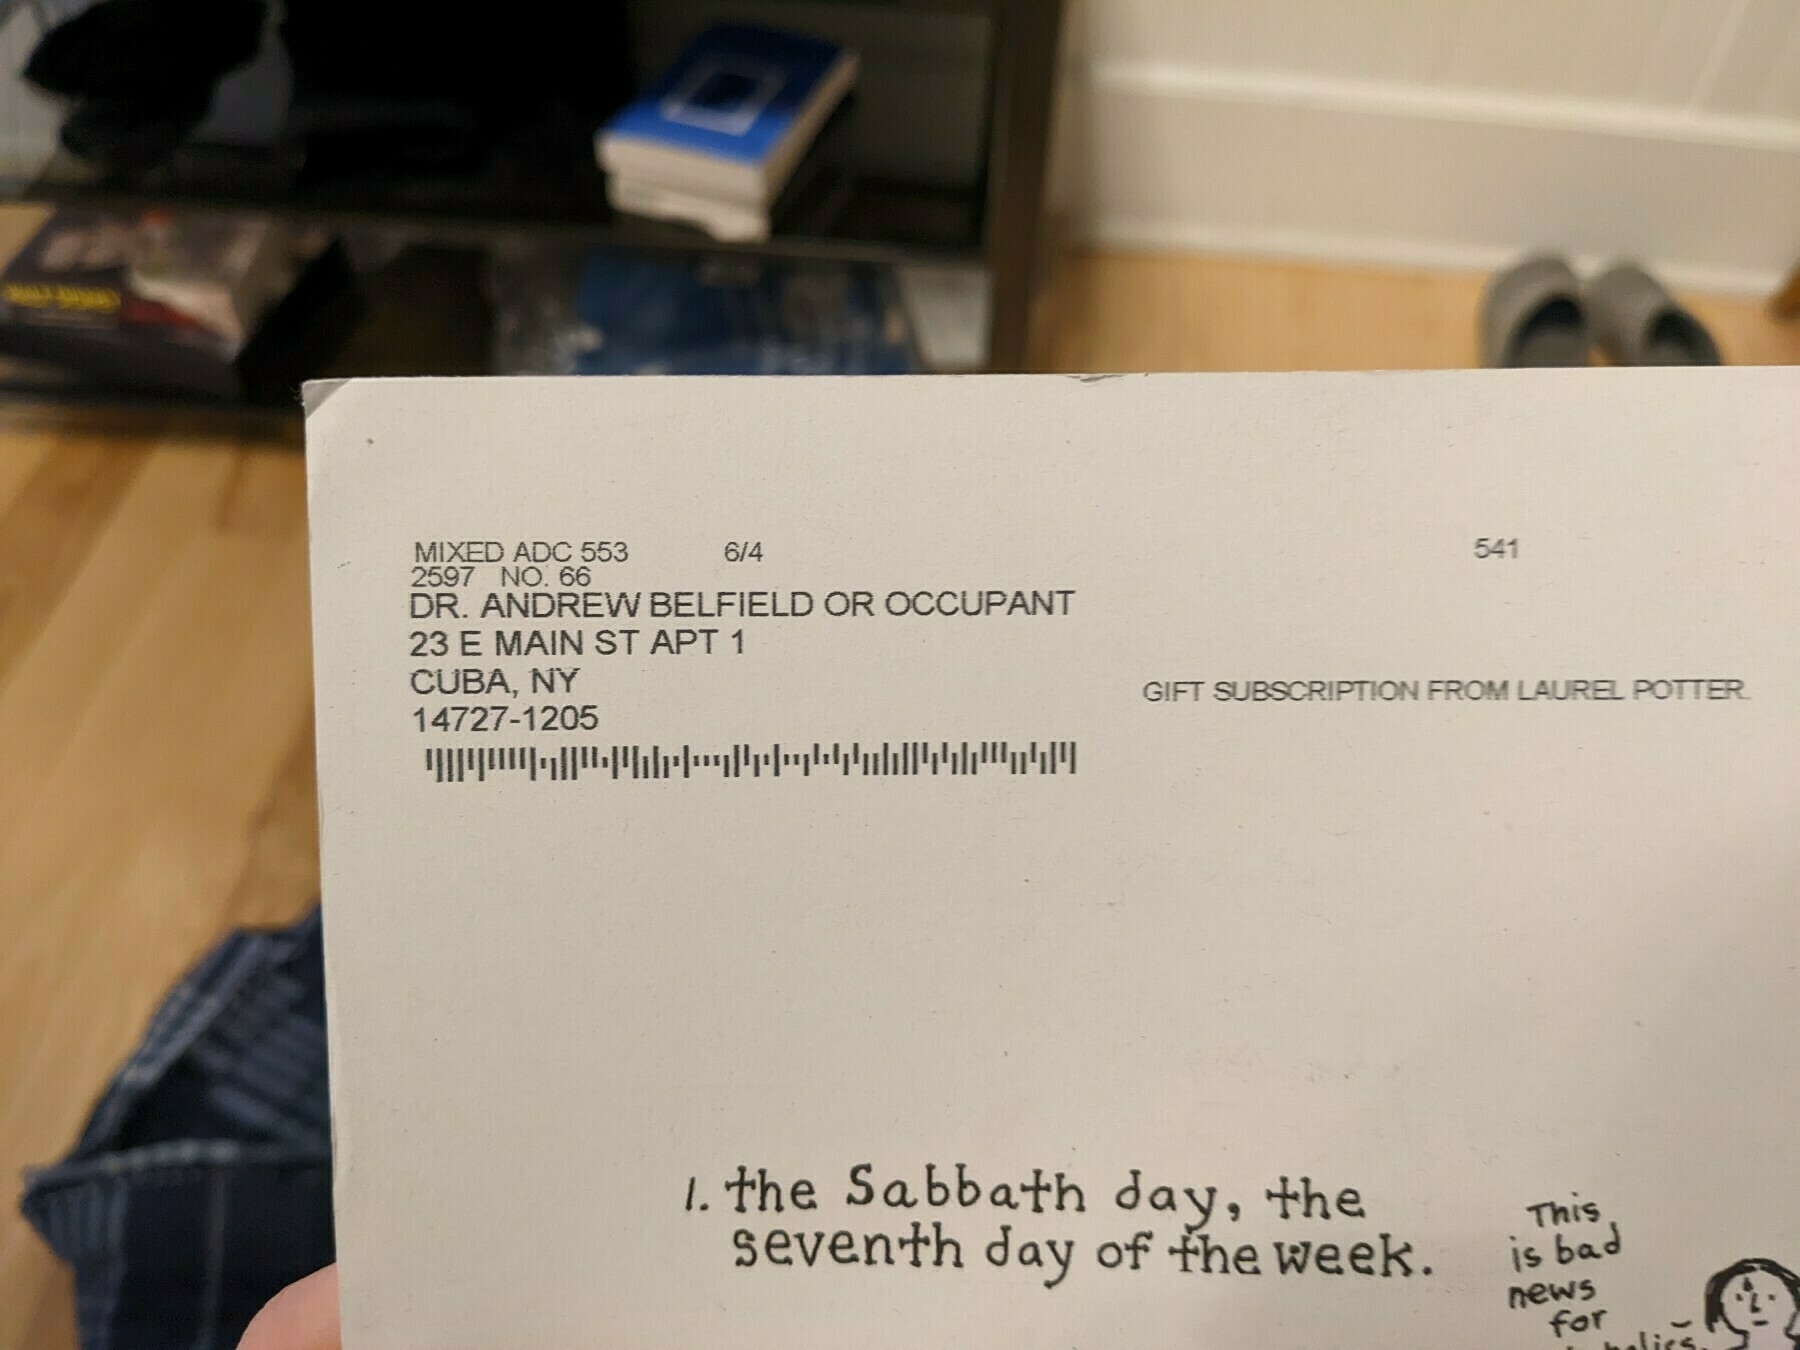 MIXED ADC 553 6/4 541
2597 NO. 66
DR. ANDREW BELFIELD OR OCCUPANT
23 E MAIN ST APT 1
CUBA, NY
14727-1205
GIFT SUBSCRIPTION FROM LAUREL POTTER.
1. the Sabbath day, the
seventh day of the week.
This
is bad
news
for